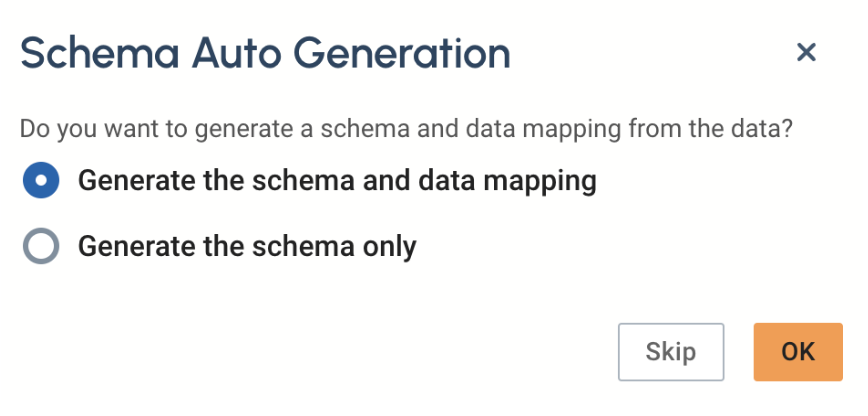 Schema Auto Generation
Do you want to generate a schema and data mapping from the data?
Generate the schema and data mapping
Generate the schema only
Skip
OK